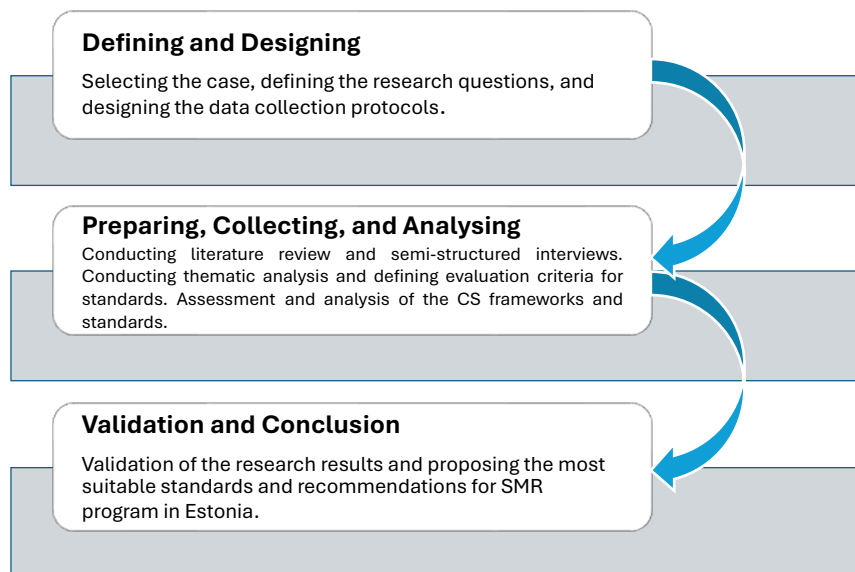 Defining and Designing
Selecting the case, defining the research questions, and
designing the data collection protocols.
Preparing, Collecting, and Analysing
Conducting literature review and semi-structured interviews.
Conducting thematic analysis and defining evaluation criteria for
standards. Assessment and analysis of the CS frameworks and
standards.
Validation and Conclusion
Validation of the research results and proposing the most
suitable standards and recommendations for SMR
program in Estonia.